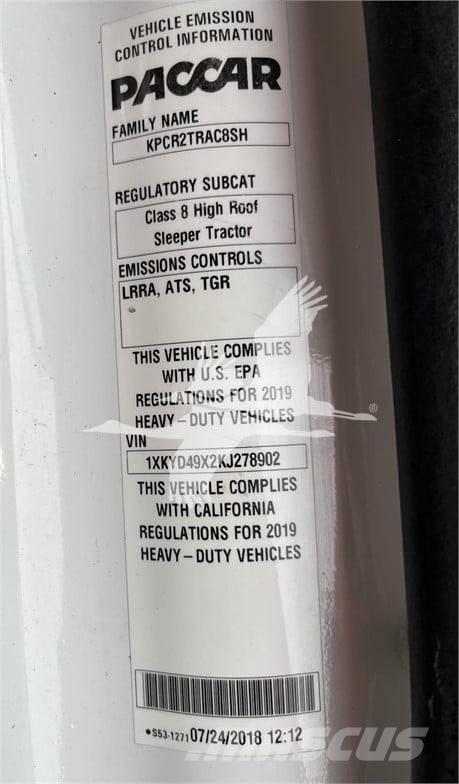 VEHICLE EMISSION
CONTROL INFORMATION
PACCAR
FAMILY NAME
KPCR2TRAC8SH
REGULATORY SUBCAT
Class 8 High Roof
Sleeper Tractor
EMISSIONS CONTROLS
LRRA, ATS, TGR
THIS VEHICLE COMPLIES
WITH U.S. EPA
REGULATIONS FOR 2019
HEAVY-DUTY VEHICLES
VIN
1XKYD49X2KJ278902
THIS VEHICLE COMPLIES
WITH CALIFORNIA
REGULATIONS FOR 2019
HEAVY-DUTY VEHICLES
*S53-1271 07/24/2018 12:12
MASCUS
®